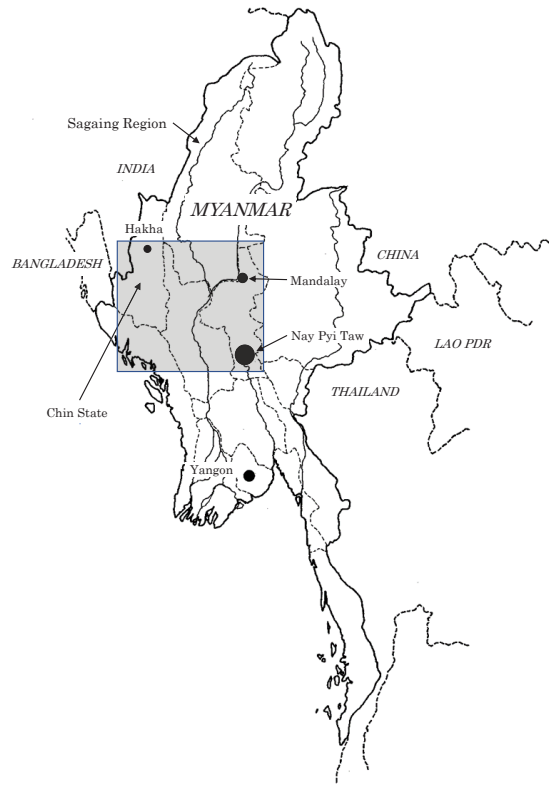 Sagaing Region
INDIA
MYANMAR
Hakha
BANGLADESH
CHINA
Mandalay
Nay Pyi Taw
LAO PDR
THAILAND
Chin State
Yangon